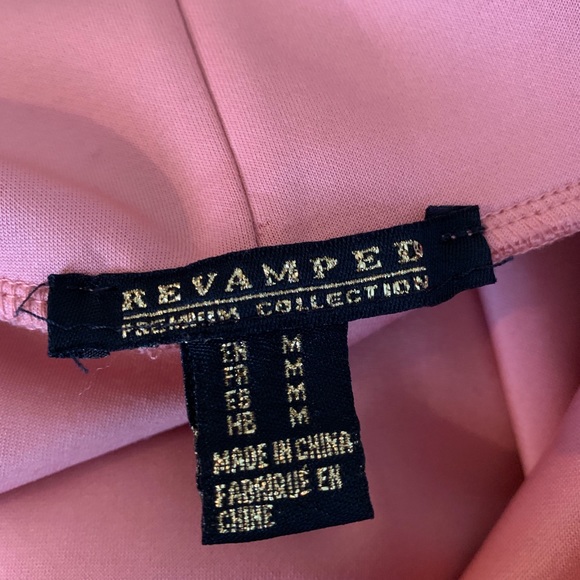 REVAMPED
PREMIUM COLLECTION
EN M
FR M
ES M
HB M
MADE IN CHINA
FABRIQUÉ EN
CHINE